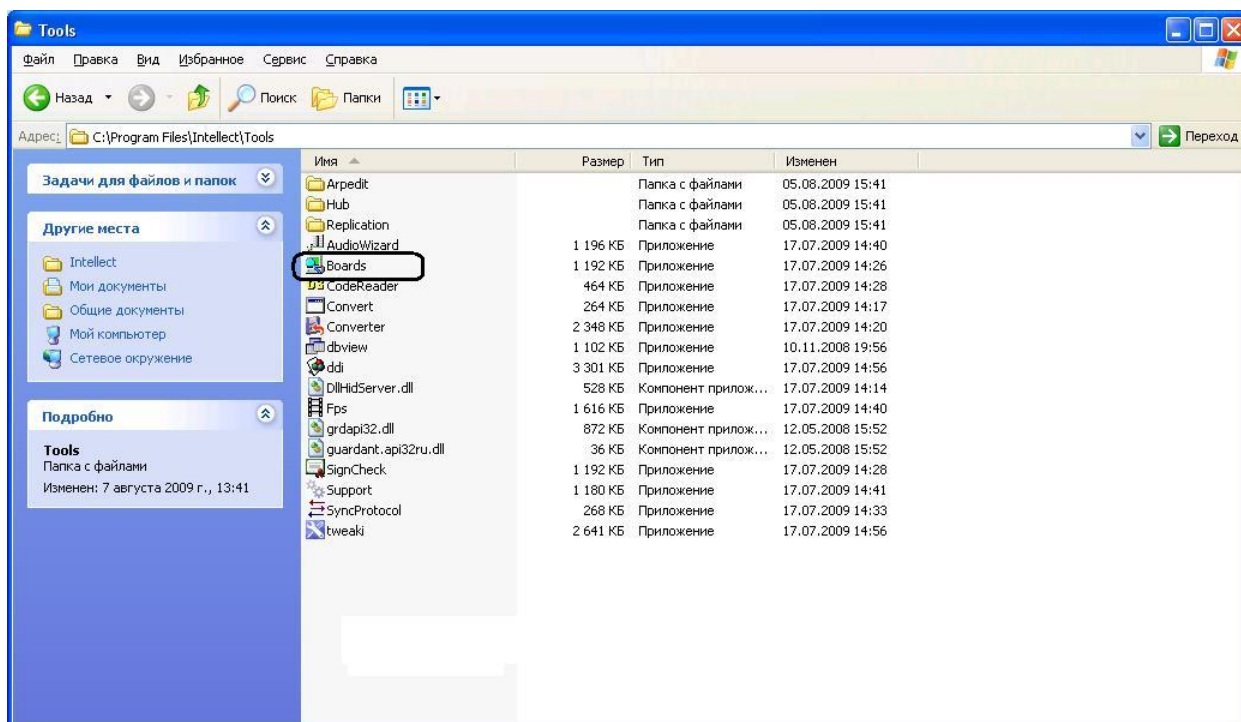 Tools
Файл Правка Вид Избранное Сервис Справка
Назад Поиск Папки
Адрес: C:\Program Files\Intellect\Tools Переход
Задачи для файлов и папок
Другие места
Intellect
Мои документы
Общие документы
Мой компьютер
Сетевое окружение
Подробно
Tools
Папка с файлами
Изменен: 7 августа 2009 г., 13:41
Имя Размер Тип Изменен
Arpedit Папка с файлами 05.08.2009 15:41
Hub Папка с файлами 05.08.2009 15:41
Replication Папка с файлами 05.08.2009 15:41
AudioWizard 1 196 КБ Приложение 17.07.2009 14:40
Boards 1 192 КБ Приложение 17.07.2009 14:26
CodeReader 464 КБ Приложение 17.07.2009 14:28
Convert 264 КБ Приложение 17.07.2009 14:17
Converter 2 348 КБ Приложение 17.07.2009 14:20
dbview 1 102 КБ Приложение 10.11.2008 19:56
ddi 3 301 КБ Приложение 17.07.2009 14:56
DllHidServer.dll 528 КБ Компонент прилож... 17.07.2009 14:14
Fps 1 616 КБ Приложение 17.07.2009 14:40
grdapi32.dll 872 КБ Компонент прилож... 12.05.2008 15:52
guardant.api32ru.dll 36 КБ Компонент прилож... 12.05.2008 15:52
SignCheck 1 192 КБ Приложение 17.07.2009 14:28
Support 1 180 КБ Приложение 17.07.2009 14:41
SyncProtocol 268 КБ Приложение 17.07.2009 14:33
tweaki 2 641 КБ Приложение 17.07.2009 14:56